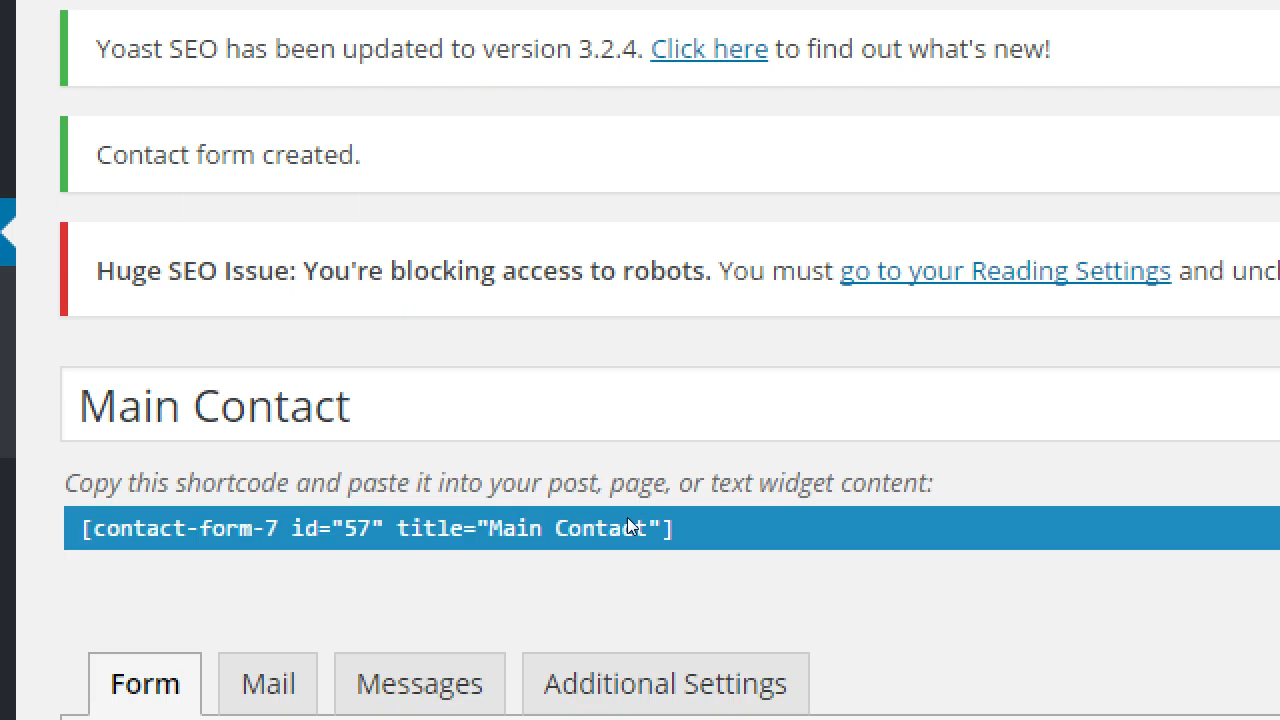 Yoast SEO has been updated to version 3.2.4. Click here to find out what's new!
Contact form created.
Huge SEO Issue: You're blocking access to robots. You must go to your Reading Settings and
Main Contact
Copy this shortcode and paste it into your post, page, or text widget content:
[contact-form-7 id="57" title="Main Contact"]
Form Mail Messages Additional Settings